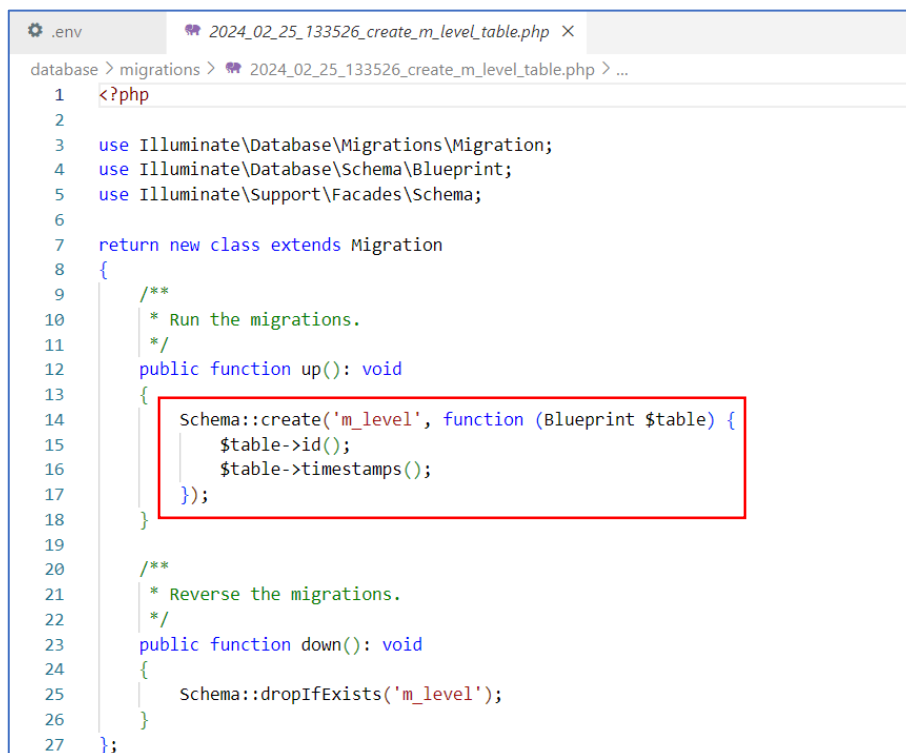 .env 2024_02_25_133526_create_m_level_table.php ×
database > migrations > 2024_02_25_133526_create_m_level_table.php > ...
1 <?php
2
3 use Illuminate\Database\Migrations\Migration;
4 use Illuminate\Database\Schema\Blueprint;
5 use Illuminate\Support\Facades\Schema;
6
7 return new class extends Migration
8 {
9     /**
10      * Run the migrations.
11      */
12     public function up(): void
13     {
14         Schema::create('m_level', function (Blueprint $table) {
15             $table->id();
16             $table->timestamps();
17         });
18     }
19
20     /**
21      * Reverse the migrations.
22      */
23     public function down(): void
24     {
25         Schema::dropIfExists('m_level');
26     }
27 };